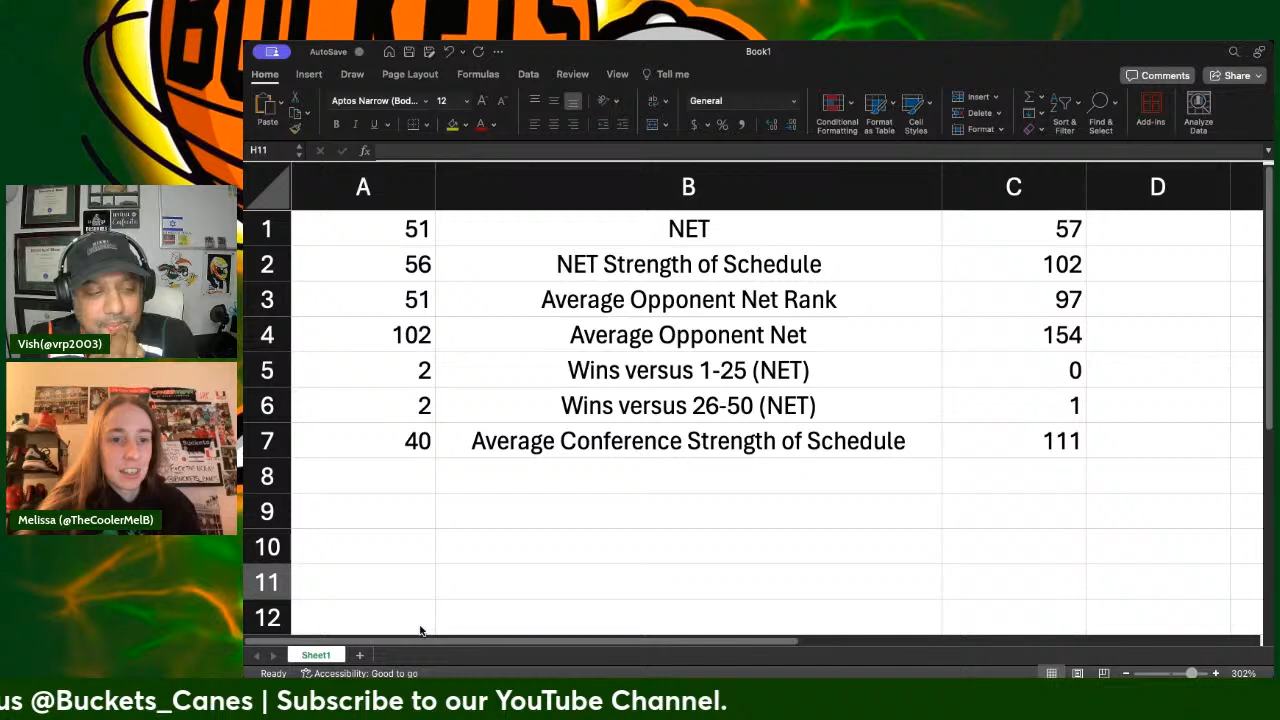 BUCKETS
AutoSave
Book1
Home Insert Draw Page Layout Formulas Data Review View Tell me
Comments Share
Paste
Aptos Narrow (Bod... 12
General
Conditional Formatting
Format as Table
Cell Styles
Insert
Delete
Format
Sort & Filter
Find & Select
Add-ins
Analyze Data
H11 fx
A B C D
1 51 NET 57
2 56 NET Strength of Schedule 102
3 51 Average Opponent Net Rank 97
4 102 Average Opponent Net 154
5 2 Wins versus 1-25 (NET) 0
6 2 Wins versus 26-50 (NET) 1
7 40 Average Conference Strength of Schedule 111
8
9
10
11
12
Vish(@vrp2003)
Melissa (@TheCoolerMelB)
Sheet1
Ready Accessibility: Good to go
302%
us @Buckets_Canes | Subscribe to our YouTube Channel.